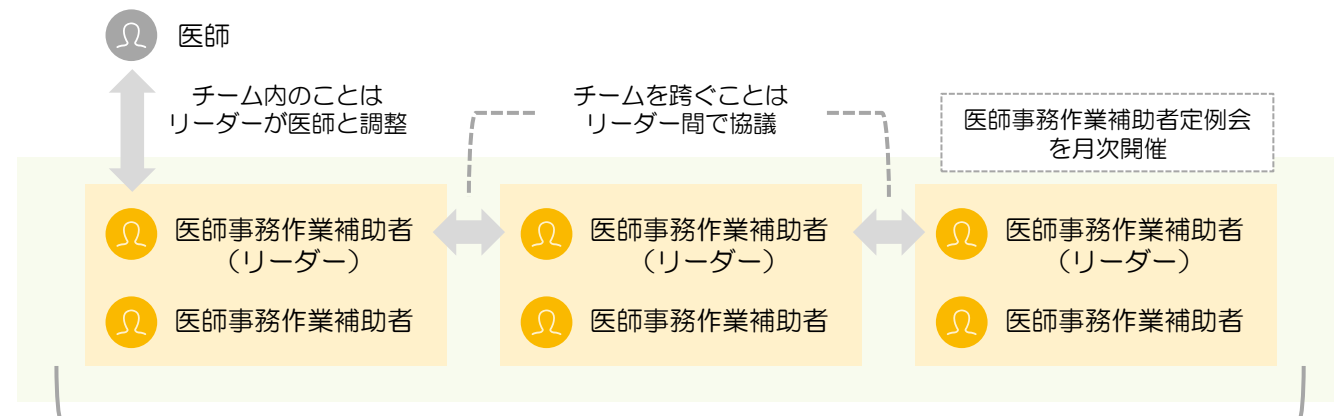 医師
チーム内のことは
リーダーが医師と調整
チームを跨ぐことは
リーダー間で協議
医師事務作業補助者定例会
を月次開催
医師事務作業補助者
（リーダー）
医師事務作業補助者
医師事務作業補助者
（リーダー）
医師事務作業補助者
医師事務作業補助者
（リーダー）
医師事務作業補助者